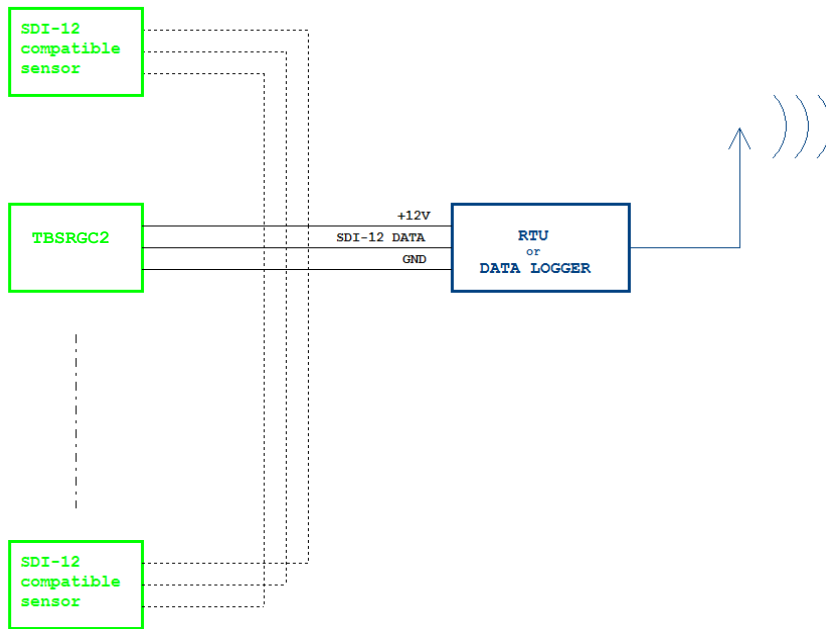 SDI-12
compatible
sensor
TBSRGC2
+12V
SDI-12 DATA
GND
RTU
or
DATA LOGGER
SDI-12
compatible
sensor